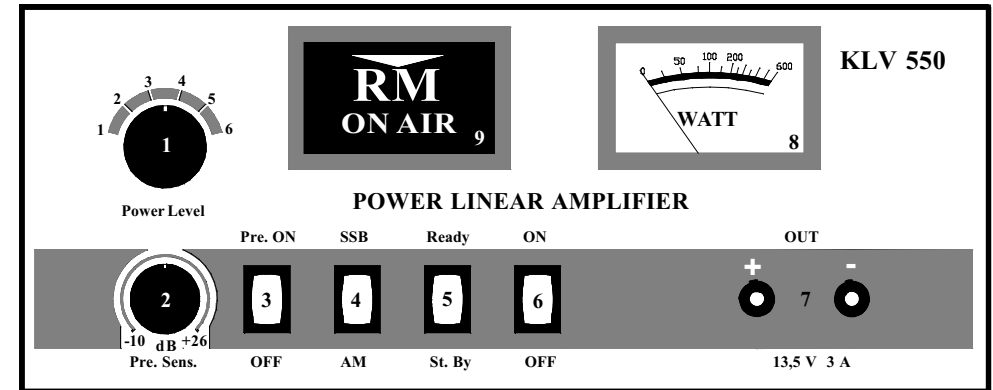 RM
ON AIR
9
0 50 100 200 600
WATT
8
KLV 550
1 2 3 4 5 6
1
Power Level
POWER LINEAR AMPLIFIER
Pre. ON SSB Ready ON OUT
+ -
2 3 4 5 6 7
-10 dB +26
Pre. Sens. OFF AM St. By OFF 13,5 V 3 A